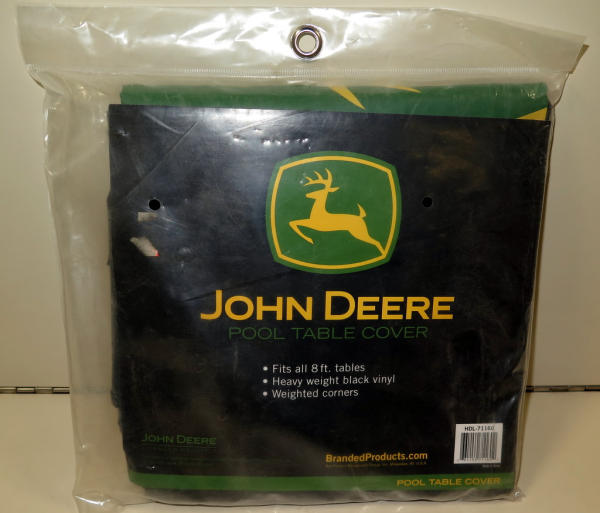 JOHN DEERE
POOL TABLE COVER
• Fits all 8 ft. tables
• Heavy weight black vinyl
• Weighted corners
HDL-71160
JOHN DEERE
BrandedProducts.com
POOL TABLE COVER